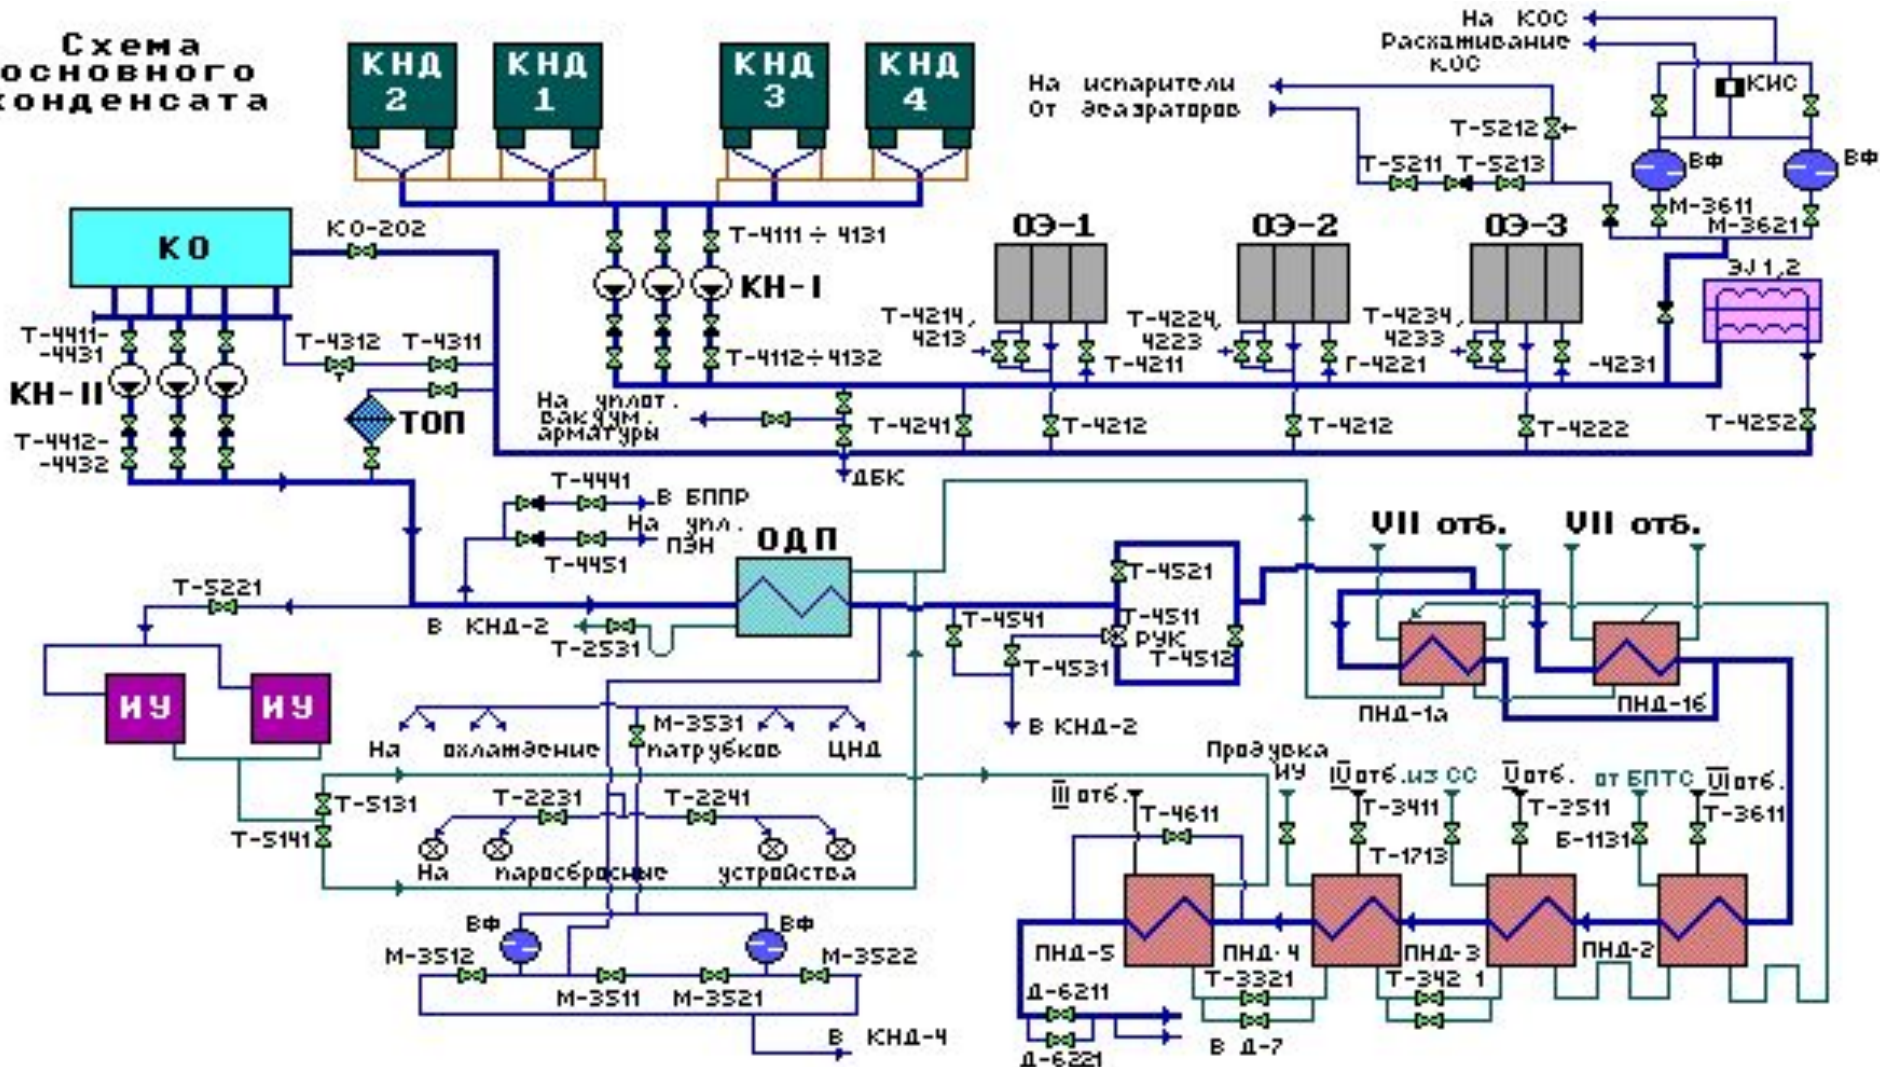 Схема
основного
конденсата
КНД
2
КНД
1
КНД
3
КНД
4
На КОС
Расхаживание
КОС
КИС
На испарители
От деаэраторов
Т-5212
Т-5211
Т-5213
ВФ
ВФ
М-3611
М-3621
КО
КО-202
Т-4111 ÷ 4131
КН-I
Т-4112÷4132
ОЭ-1
ОЭ-2
ОЭ-3
ЭJ 1,2
Т-4214,
4213
Т-4211
Т-4224,
4223
Г-4221
Т-4234,
4233
-4231
Т-4411-
-4431
Т-4312
Т-4311
КН-II
ТОП
Т-4412-
-4432
На уплот.
вакуум.
арматуры
Т-4241
Т-4212
Т-4212
Т-4222
Т-4252
ДБК
Т-4441
В БППР
На упл.
ПЭН
Т-4451
ОДП
VII отб.
VII отб.
Т-5221
В КНД-2
Т-2531
Т-4541
Т-4521
Т-4511
РУК
Т-4512
Т-4531
В КНД-2
ПНД-1а
ПНД-1б
ИУ
ИУ
М-3531
На охлаждение патрубков ЦНД
Продувка
ИУ
III отб.
IV отб.
из СС
V отб.
от БПТС
VI отб.
Т-5131
Т-5141
Т-2231
Т-2241
Т-4611
Т-3411
Т-2511
Т-3611
Б-1131
Т-1713
На паросбросные устройства
ВФ
ВФ
М-3512
М-3522
М-3511
М-3521
В КНД-4
ПНД-5
ПНД-4
ПНД-3
ПНД-2
Т-3321
Т-342 1
Д-6211
Д-6221
В Д-7